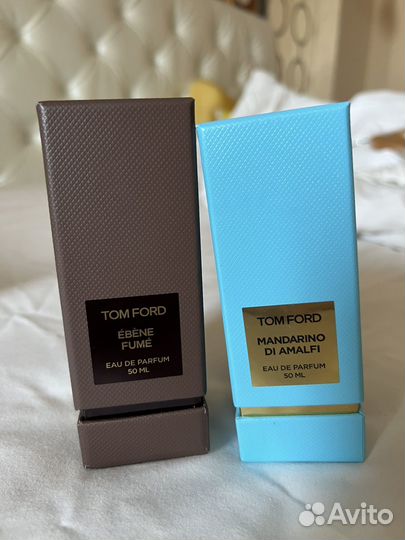 TOM FORD
ÉBÈNE
FUMÉ
EAU DE PARFUM
50 ML
TOM FORD
MANDARINO
DI AMALFI
EAU DE PARFUM
50 ML
Avito